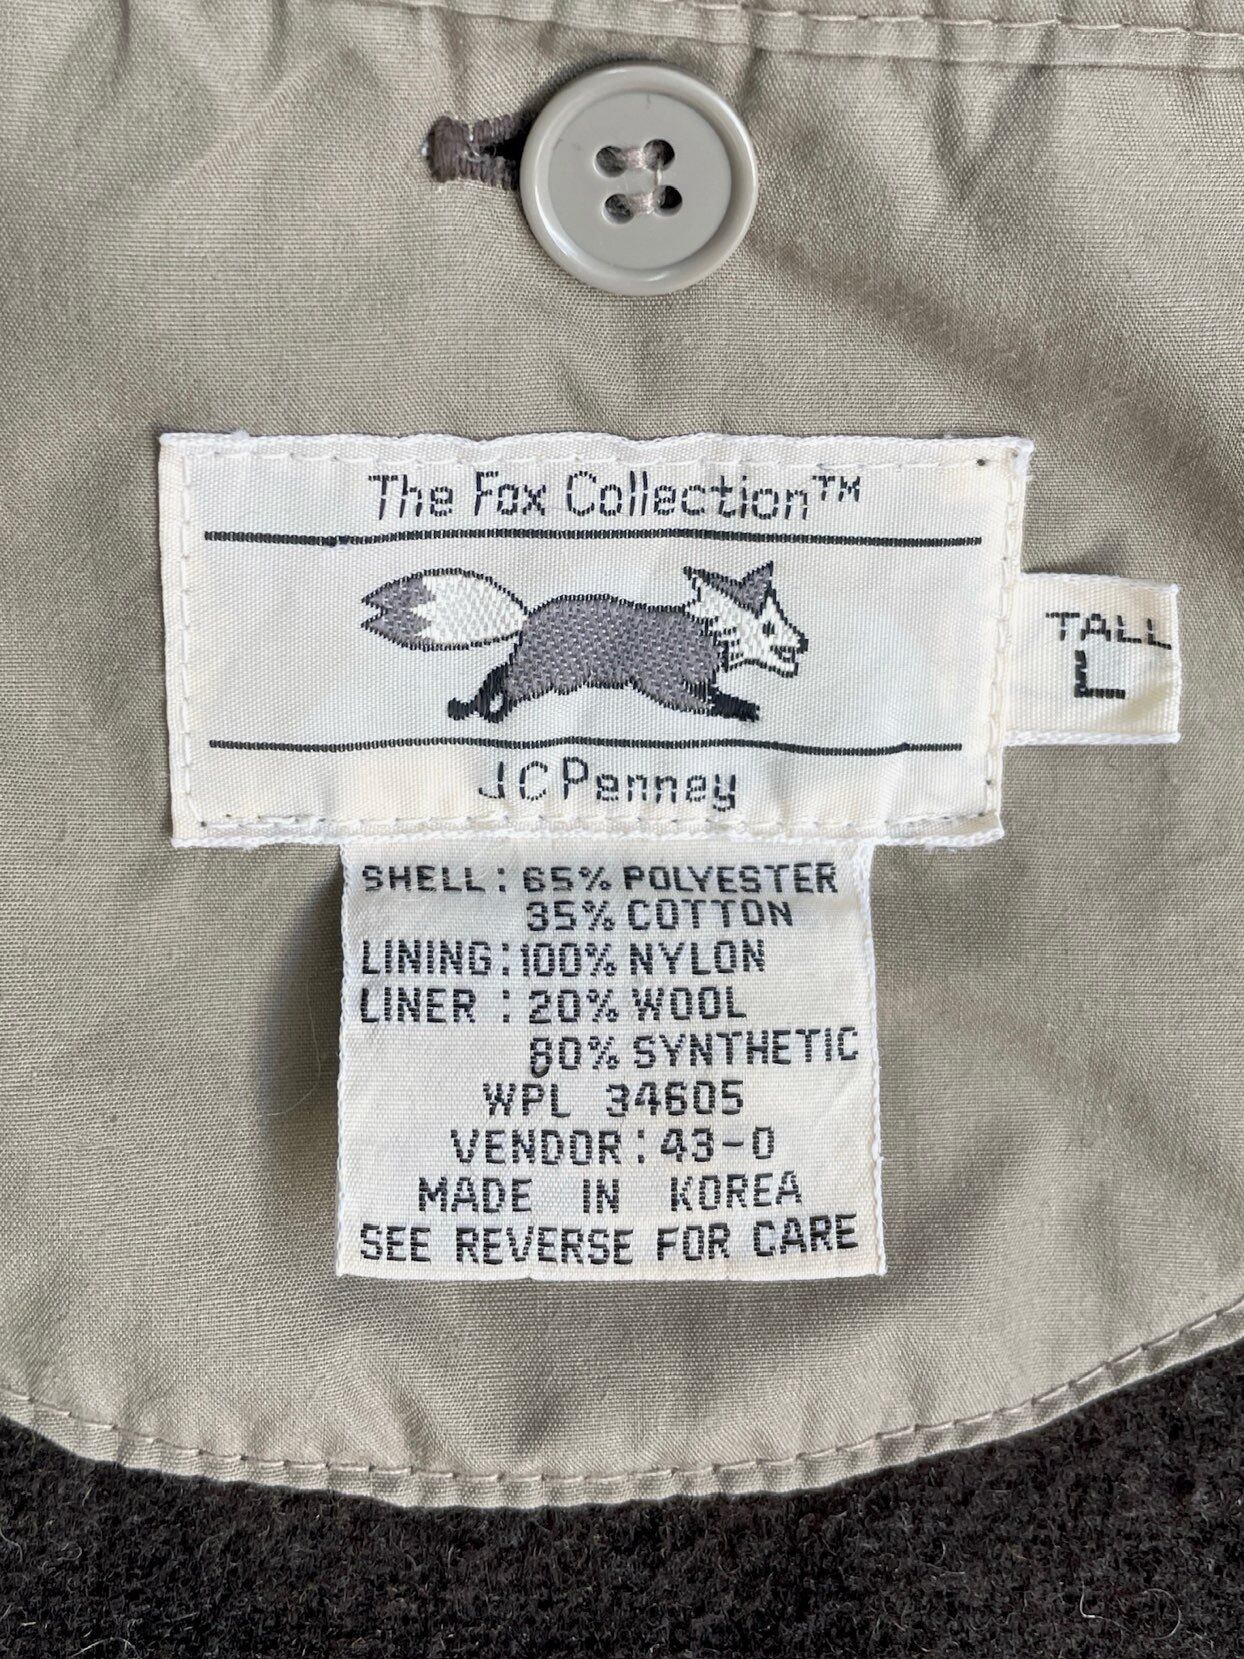 The Fox Collection™
JCPenney
TALL
L
SHELL: 65% POLYESTER
35% COTTON
LINING: 100% NYLON
LINER : 20% WOOL
80% SYNTHETIC
WPL 34605
VENDOR: 43-0
MADE IN KOREA
SEE REVERSE FOR CARE